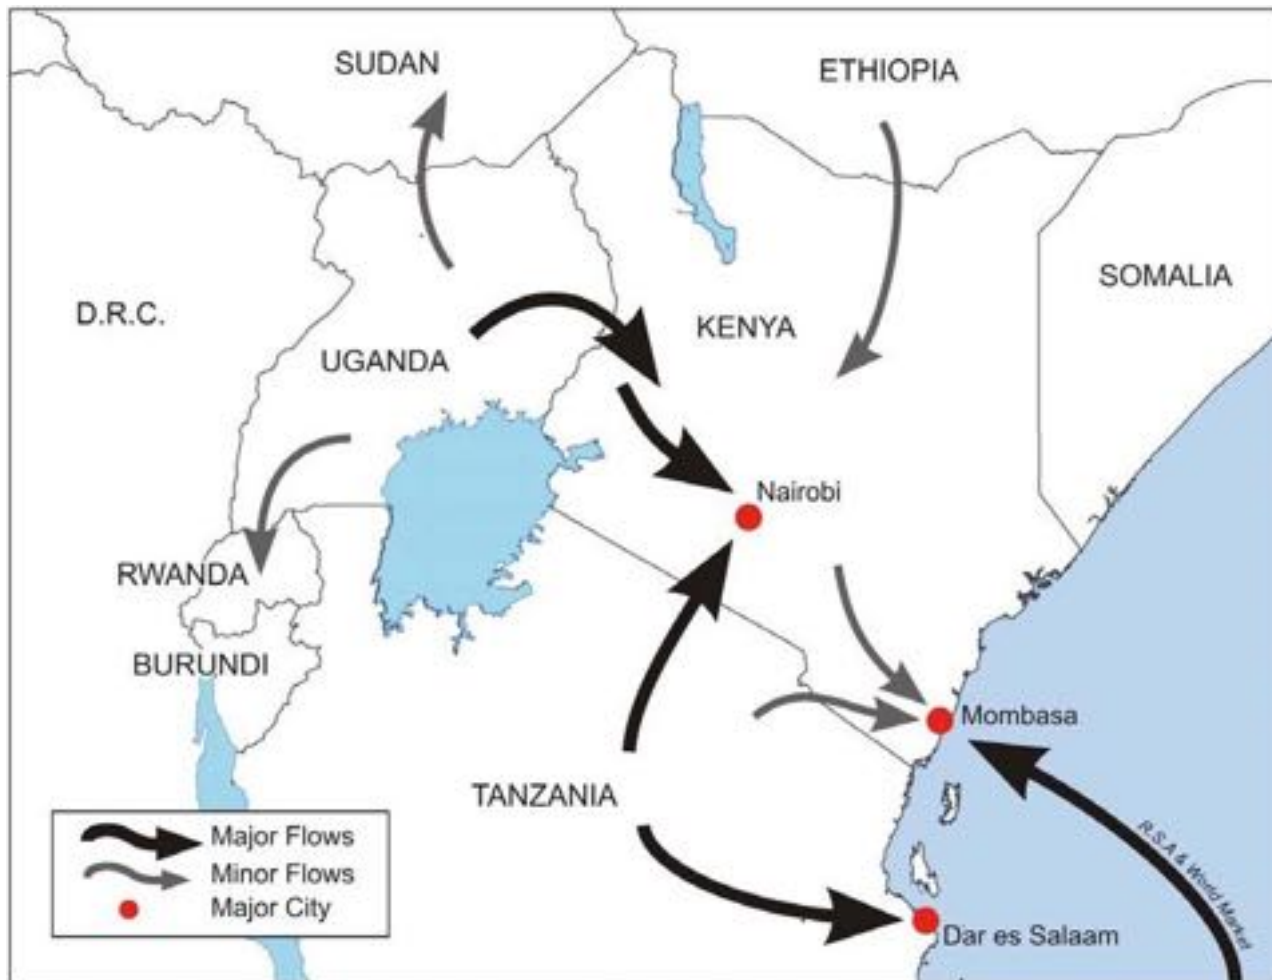 SUDAN
ETHIOPIA
SOMALIA
D.R.C.
KENYA
UGANDA
Nairobi
RWANDA
BURUNDI
Mombasa
TANZANIA
R.S.A & World Market
Major Flows
Minor Flows
Major City
Dar es Salaam